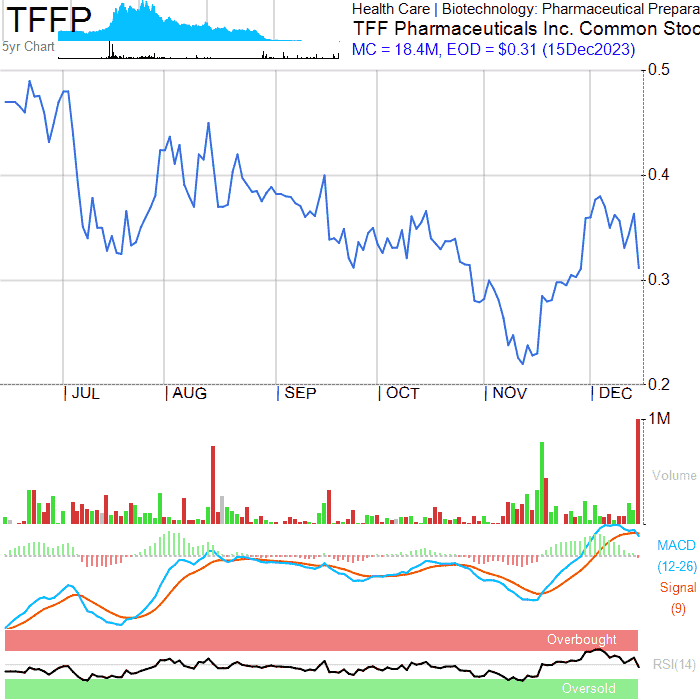 TFFP
5yr Chart
Health Care | Biotechnology: Pharmaceutical Prepara
TFF Pharmaceuticals Inc. Common Stoc
MC = 18.4M, EOD = $0.31 (15Dec2023)
0.5
0.4
0.3
0.2
JUL
AUG
SEP
OCT
NOV
DEC
1M
Volume
MACD
(12-26)
Signal
(9)
Overbought
RSI(14)
Oversold